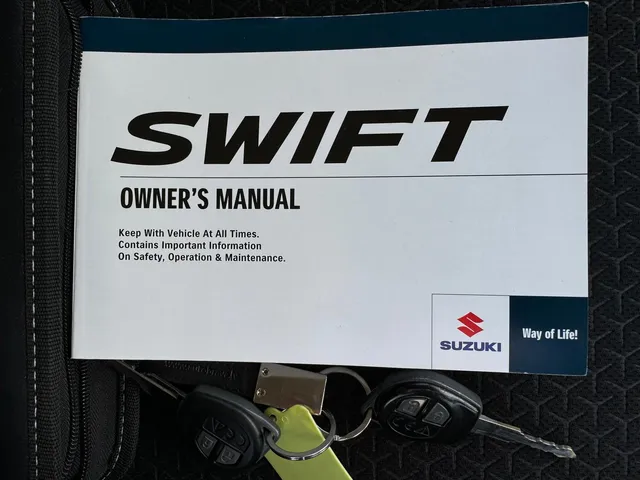 SWIFT
OWNER'S MANUAL
Keep With Vehicle At All Times.
Contains Important Information
On Safety, Operation & Maintenance.
SUZUKI
Way of Life!